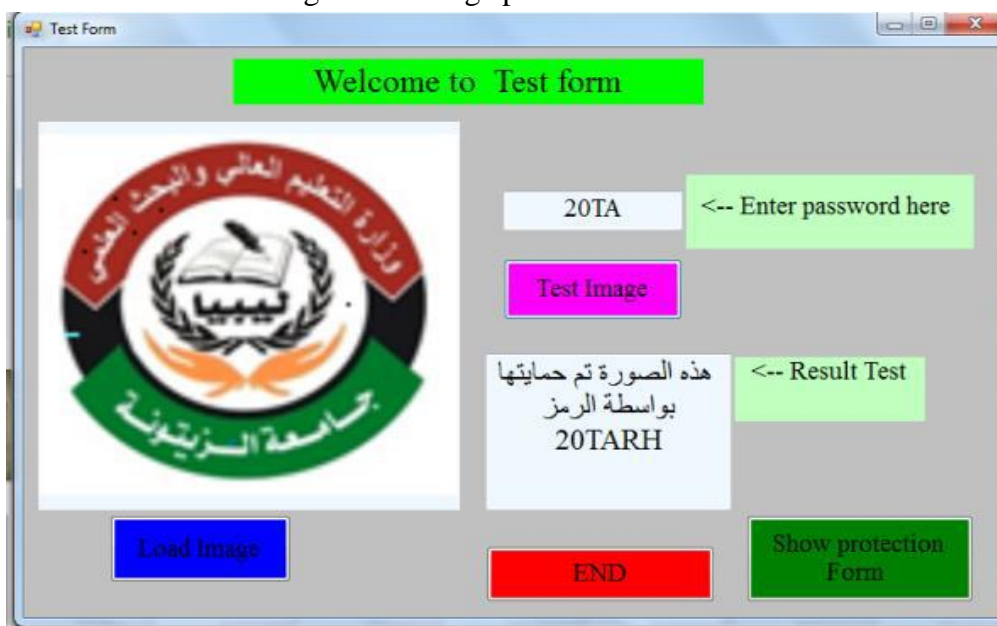 Test Form
Welcome to Test form
وزارة التعليم العالي والبحث العلمي
ليبيا
جامعة الزيتونة
20TA
<-- Enter password here
Test Image
هذه الصورة تم حمايتها
بواسطة الرمز
20TARH
<-- Result Test
Load Image
END
Show protection
Form